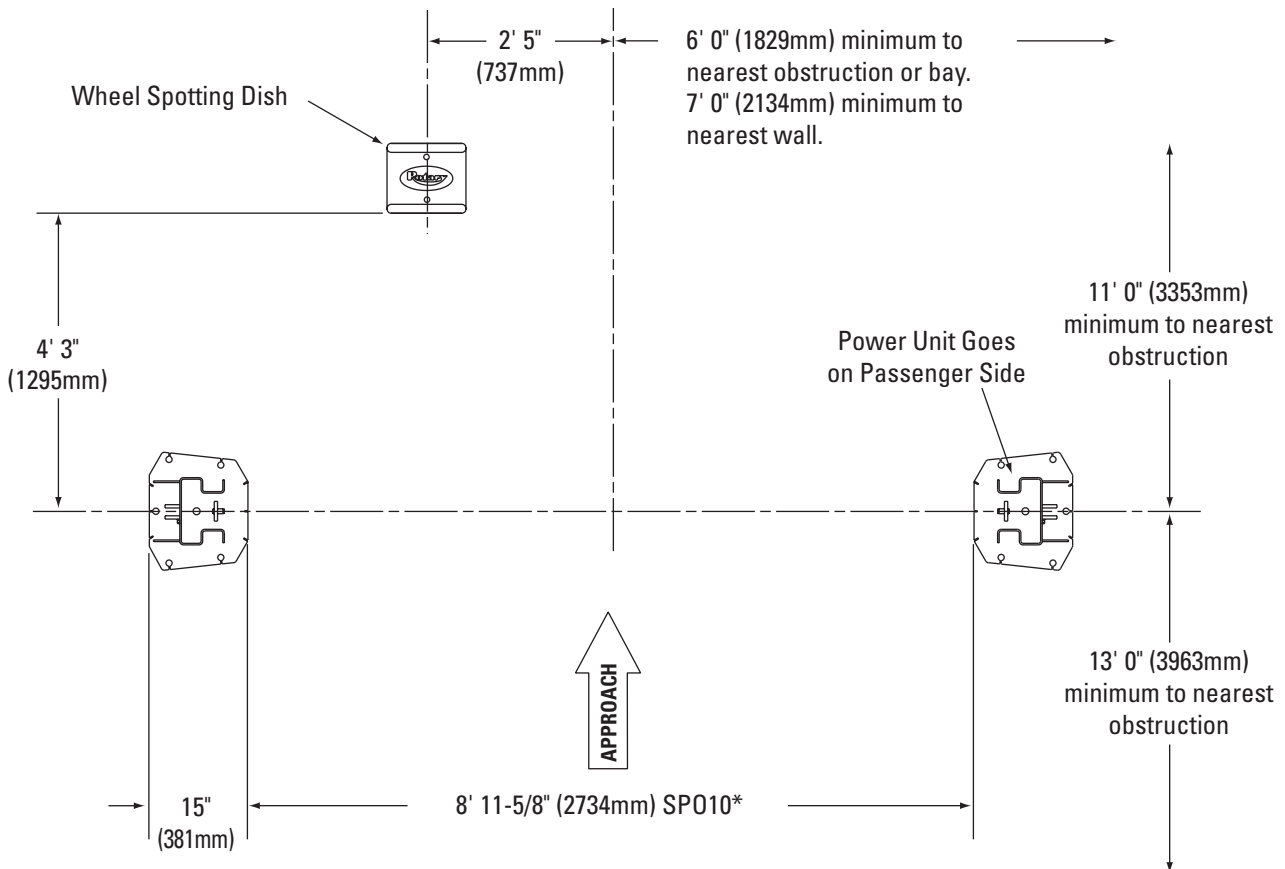 2' 5"
(737mm)
6' 0" (1829mm) minimum to
nearest obstruction or bay.
7' 0" (2134mm) minimum to
nearest wall.
Wheel Spotting Dish
Rotary
4' 3"
(1295mm)
11' 0" (3353mm)
minimum to nearest
obstruction
Power Unit Goes
on Passenger Side
APPROACH
13' 0" (3963mm)
minimum to nearest
obstruction
15"
(381mm)
8' 11-5/8" (2734mm) SPO10*